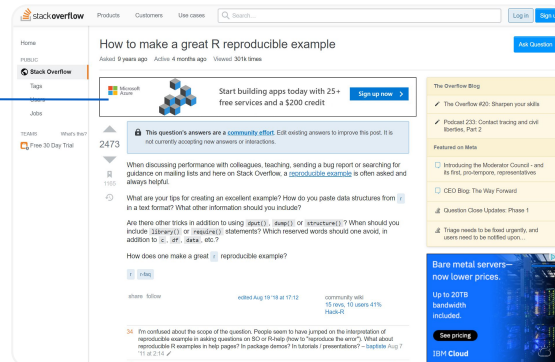 stackoverflow Products Customers Use cases Search... Log in Sign u
Home
PUBLIC
Stack Overflow
Tags
Users
Jobs
TEAMS What's this?
Free 30 Day Trial
How to make a great R reproducible example
Ask Question
Asked 9 years ago Active 4 months ago Viewed 301k times
Microsoft
Azure
Start building apps today with 25+
free services and a $200 credit
Sign up now
2473
This question's answers are a community effort. Edit existing answers to improve this post. It is
not currently accepting new answers or interactions.
When discussing performance with colleagues, teaching, sending a bug report or searching for
guidance on mailing lists and here on Stack Overflow, a reproducible example is often asked and
always helpful.
What are your tips for creating an excellent example? How do you paste data structures from r
in a text format? What other information should you include?
Are there other tricks in addition to using dput(), dump() or structure()? When should you
include library() or require() statements? Which reserved words should one avoid, in
addition to c, df, data, etc.?
How does one make a great r reproducible example?
r r-faq
share follow
edited Aug 19 '18 at 17:12
community wiki
15 revs, 10 users 41%
Hack-R
34 I'm confused about the scope of the question. People seem to have jumped on the interpretation of
reproducible example in asking questions on SO or R-help (how to "reproduce the error"). What about
reproducible R examples in help pages? In package demos? In tutorials / presentations? – baptiste Aug 7
'11 at 2:14
The Overflow Blog
The Overflow #20: Sharpen your skills
Podcast 233: Contact tracing and civil
liberties, Part 2
Featured on Meta
Introducing the Moderator Council - and
its first, pro-tempore, representatives
CEO Blog: The Way Forward
Question Close Updates: Phase 1
Triage needs to be fixed urgently, and
users need to be notified upon...
Bare metal servers—
now lower prices.
Up to 20TB
bandwidth
included.
See pricing
IBM Cloud